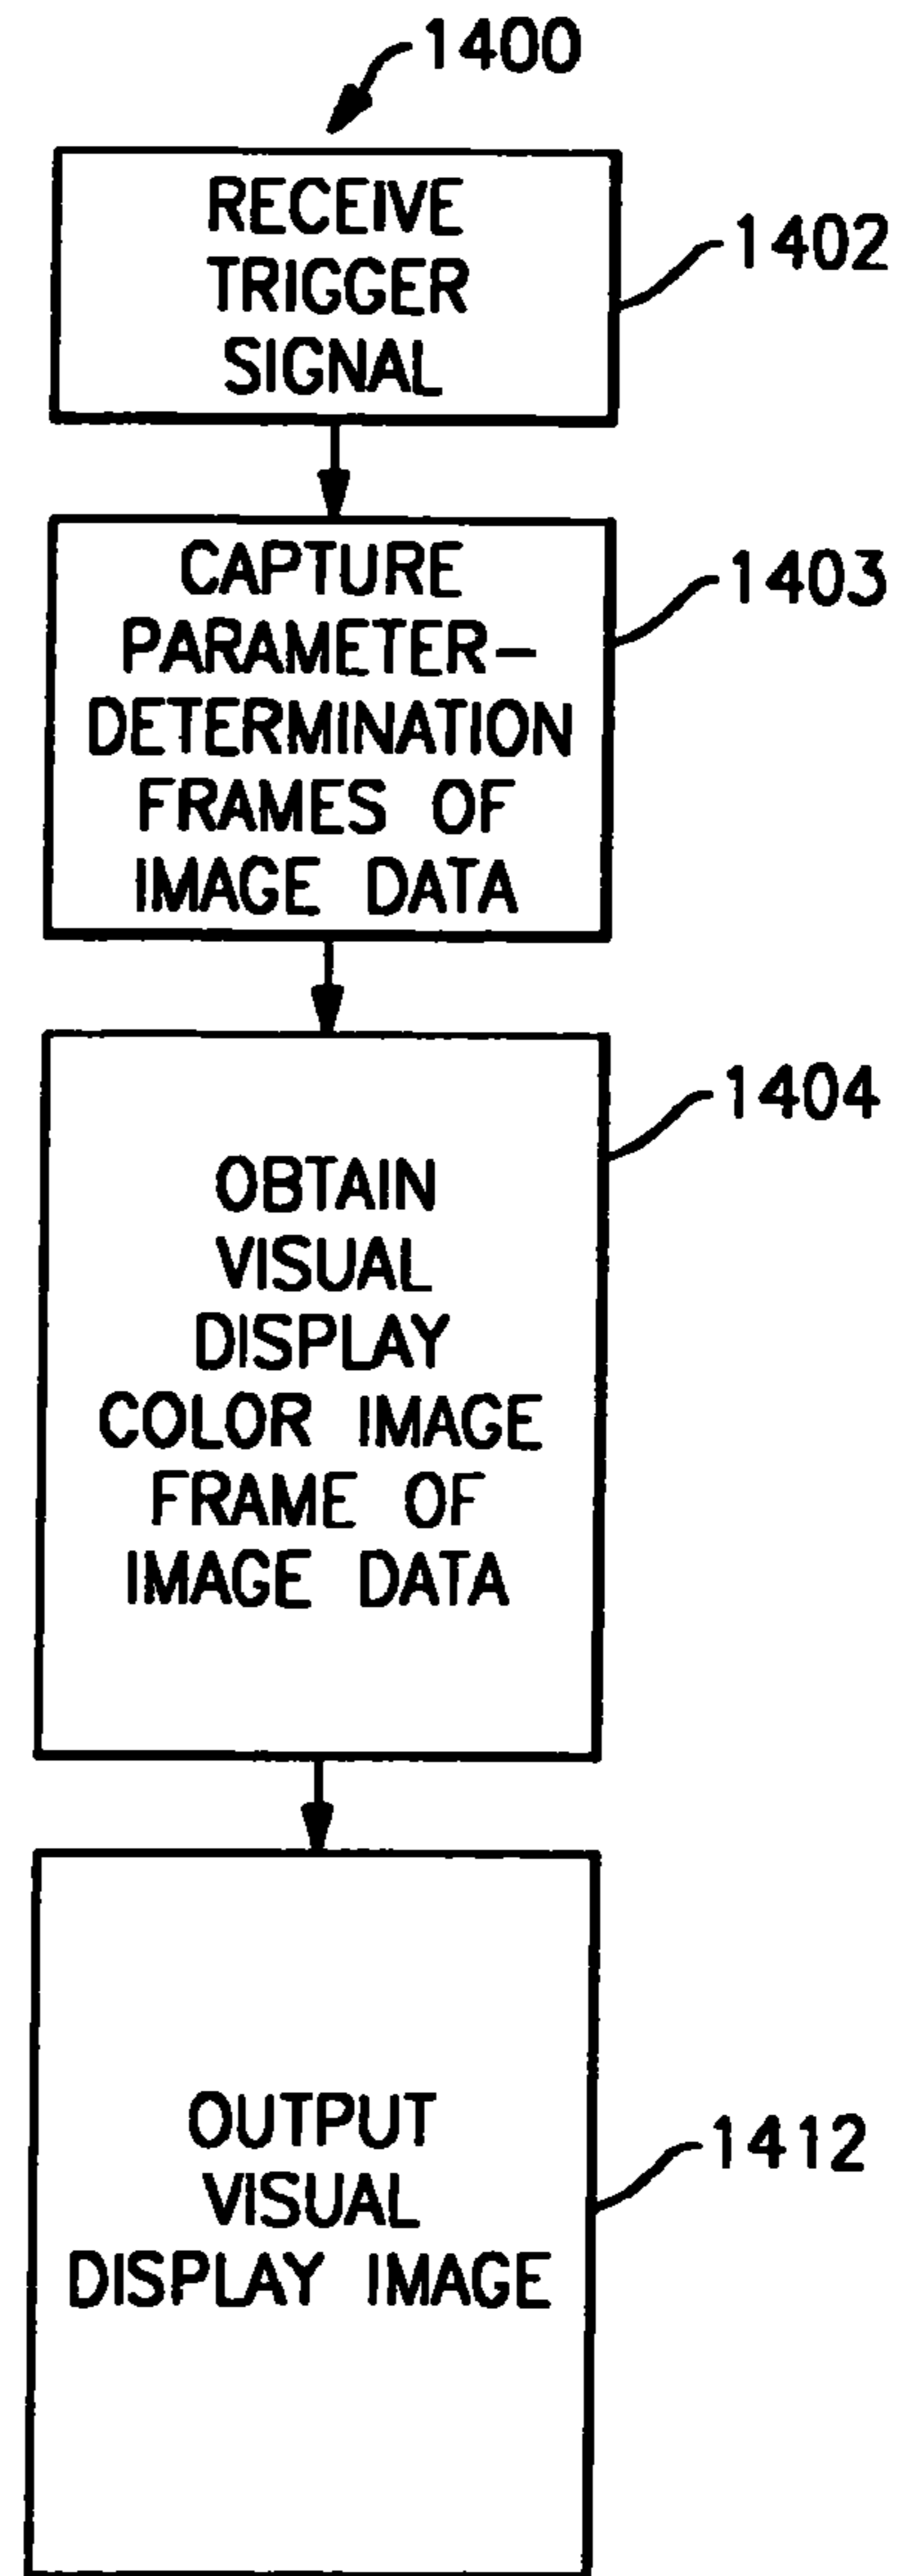 1400
RECEIVE
TRIGGER
SIGNAL
1402
CAPTURE
PARAMETER-
DETERMINATION
FRAMES OF
IMAGE DATA
1403
OBTAIN
VISUAL
DISPLAY
COLOR IMAGE
FRAME OF
IMAGE DATA
1404
OUTPUT
VISUAL
DISPLAY IMAGE
1412